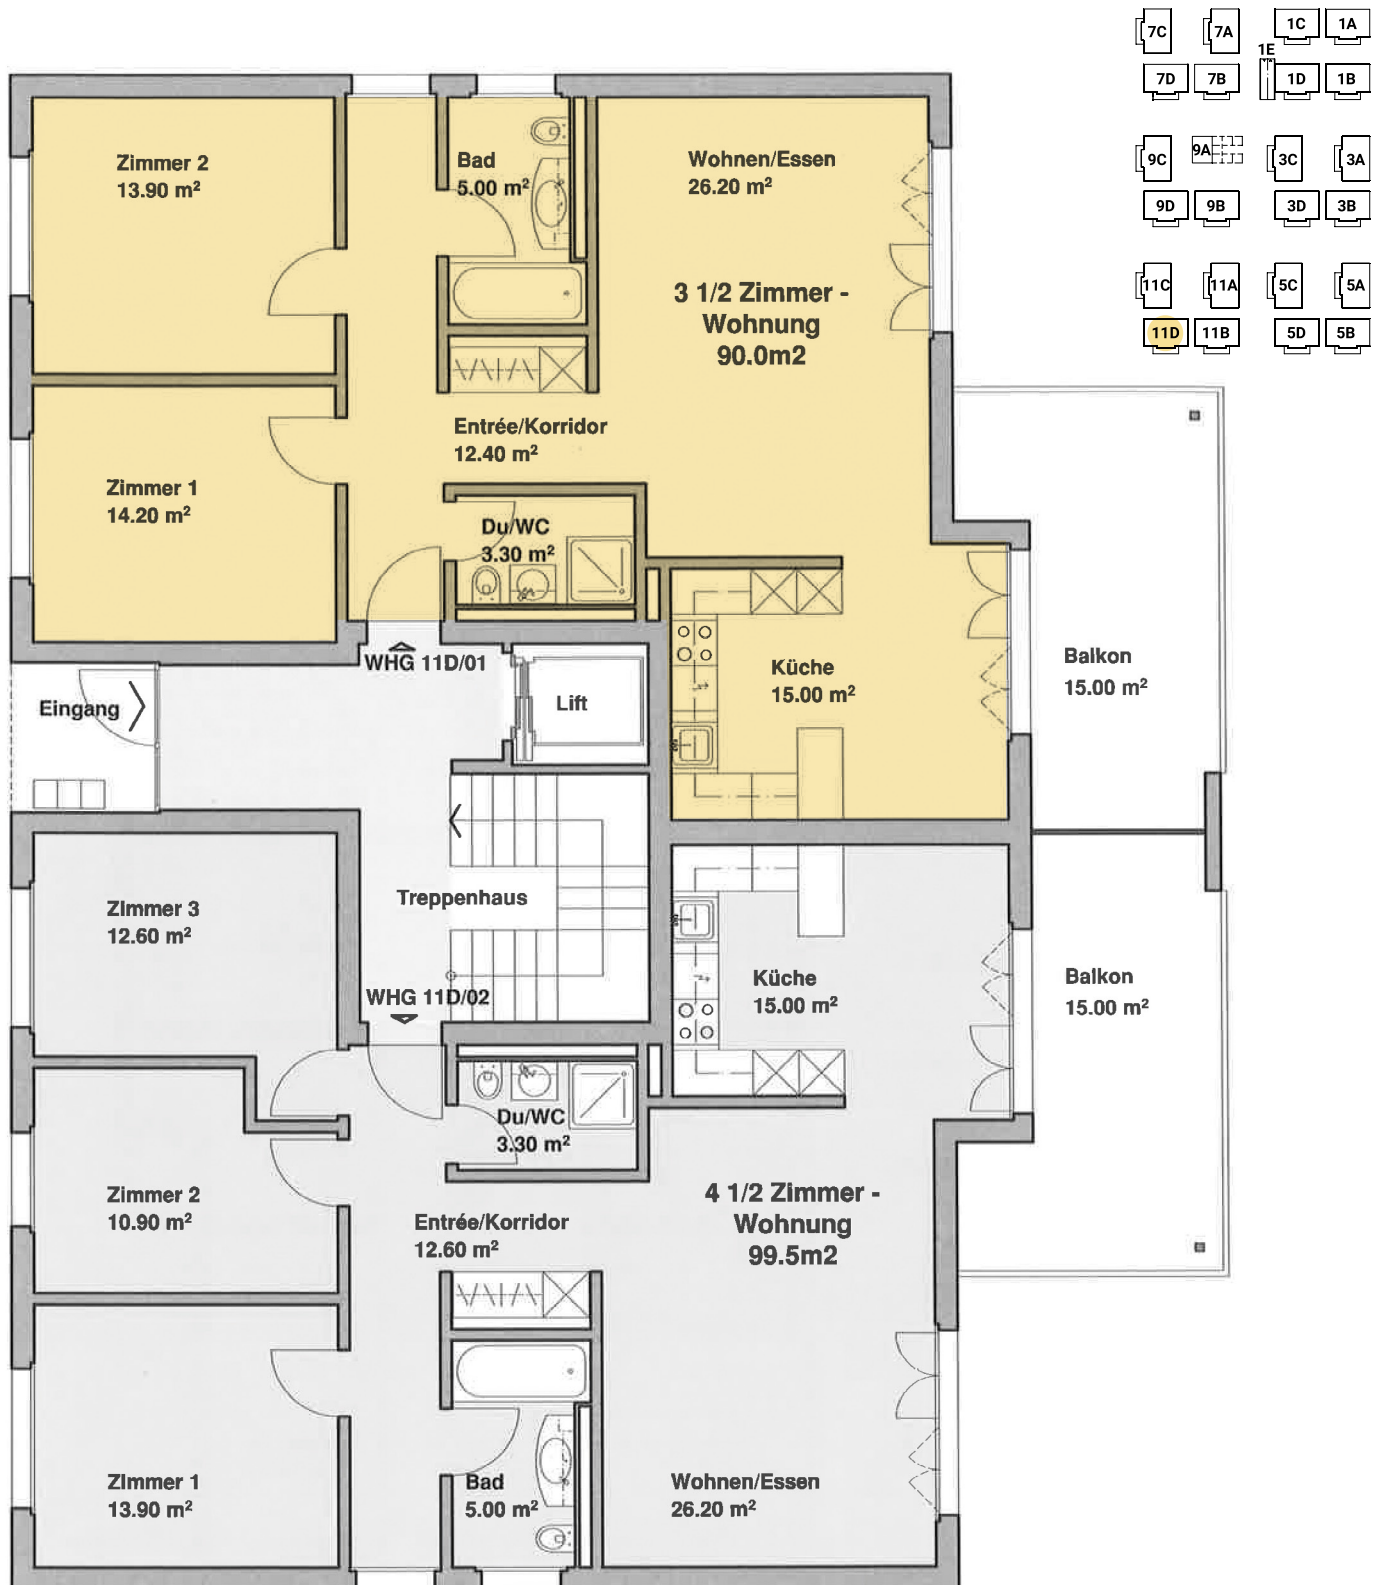 7C
7A
1C
1A
1E
7D
7B
1D
1B
9C
9A
3C
3A
9D
9B
3D
3B
11C
11A
5C
5A
11D
11B
5D
5B
Zimmer 2
13.90 m²
Bad
5.00 m²
Wohnen/Essen
26.20 m²
3 1/2 Zimmer -
Wohnung
90.0m2
Entrée/Korridor
12.40 m²
Zimmer 1
14.20 m²
Du/WC
3.30 m²
WHG 11D/01
Eingang
Lift
Küche
15.00 m²
Balkon
15.00 m²
Treppenhaus
Zimmer 3
12.60 m²
WHG 11D/02
Küche
15.00 m²
Balkon
15.00 m²
Du/WC
3.30 m²
Zimmer 2
10.90 m²
Entrée/Korridor
12.60 m²
4 1/2 Zimmer -
Wohnung
99.5m2
Zimmer 1
13.90 m²
Bad
5.00 m²
Wohnen/Essen
26.20 m²